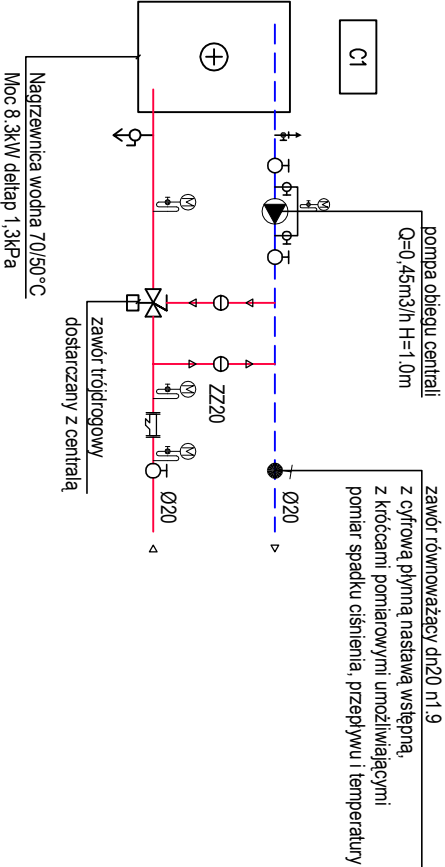 C1
pompa obiegu centrali
Q=0,45m3/h H=1.0m
zawór równoważący dn20 n1.9
z cyfrową płynną nastawą wstępną,
z króćcami pomiarowymi umożliwiającymi
pomiar spadku ciśnienia, przepływu i temperatury
M
M
Ø20
ZZ20
M
M
Ø20
zawór trójdrogowy
dostarczany z centralą
Nagrzewnica wodna 70/50°C
Moc 8.3kW deltap 1,3kPa